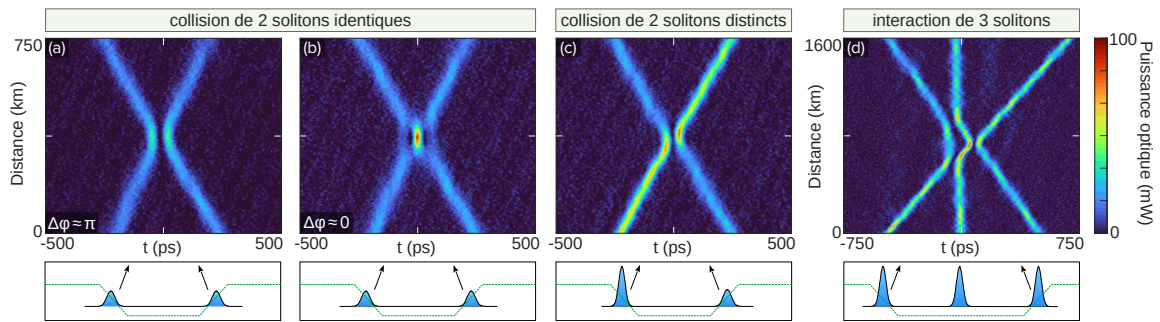 collision de 2 solitons identiques
collision de 2 solitons distincts
interaction de 3 solitons
750
(a)
(b)
(c)
1600
(d)
100
Distance (km)
Distance (km)
Puissance optique (mW)
Δφ ≈ π
Δφ ≈ 0
0
0
0
-500
t (ps)
500
t (ps)
500
-500
t (ps)
500
-750
t (ps)
750